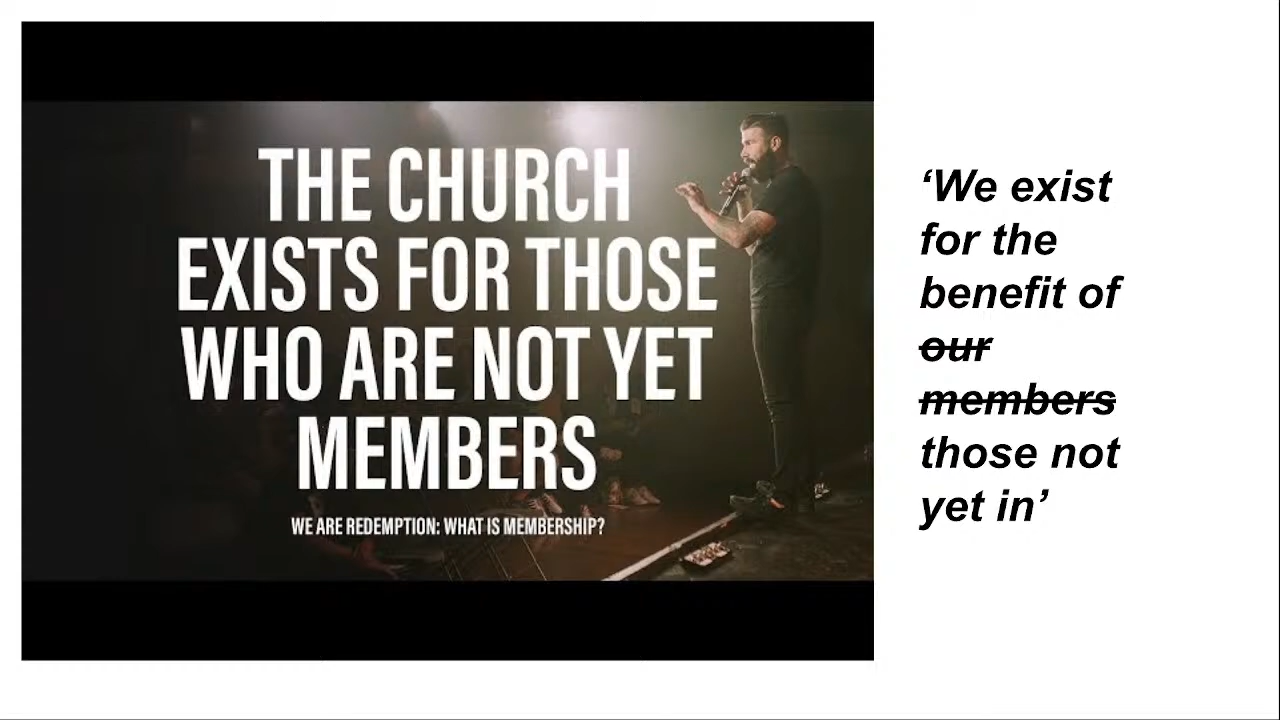 THE CHURCH
EXISTS FOR THOSE
WHO ARE NOT YET
MEMBERS
WE ARE REDEMPTION: WHAT IS MEMBERSHIP?
‘We exist
for the
benefit of
our
members
those not
yet in’